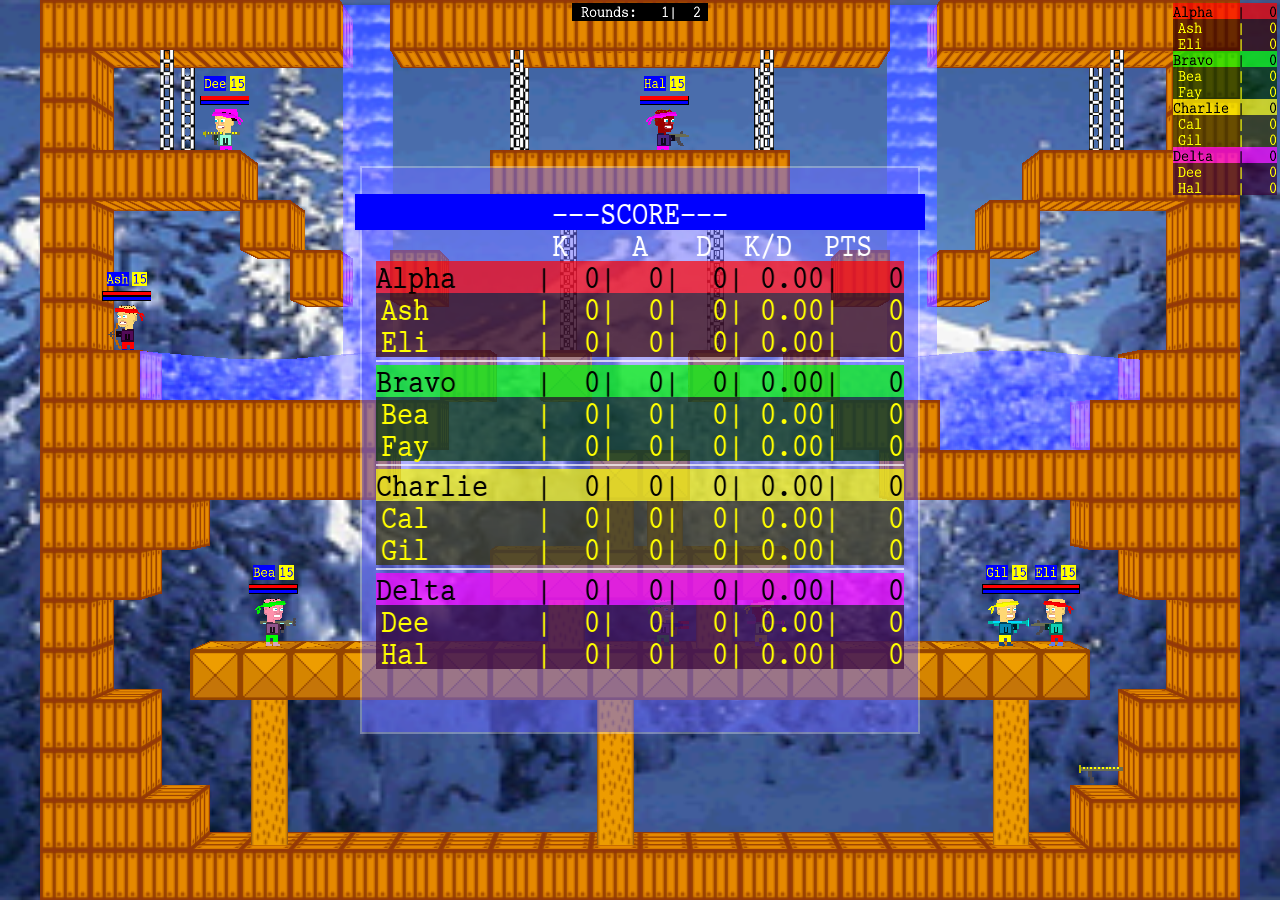 Rounds: 1| 2
Alpha | 0
Ash | 0
Eli | 0
Bravo | 0
Bea | 0
Fay | 0
Charlie | 0
Cal | 0
Gil | 0
Delta | 0
Dee | 0
Hal | 0
Dee 15
Hal 15
---SCORE---
K A D K/D PTS
Alpha | 0| 0| 0| 0.00| 0
Ash | 0| 0| 0| 0.00| 0
Eli | 0| 0| 0| 0.00| 0
Bravo | 0| 0| 0| 0.00| 0
Bea | 0| 0| 0| 0.00| 0
Fay | 0| 0| 0| 0.00| 0
Charlie | 0| 0| 0| 0.00| 0
Cal | 0| 0| 0| 0.00| 0
Gil | 0| 0| 0| 0.00| 0
Delta | 0| 0| 0| 0.00| 0
Dee | 0| 0| 0| 0.00| 0
Hal | 0| 0| 0| 0.00| 0
Ash 15
Bea 15
Gil 15 Eli 15